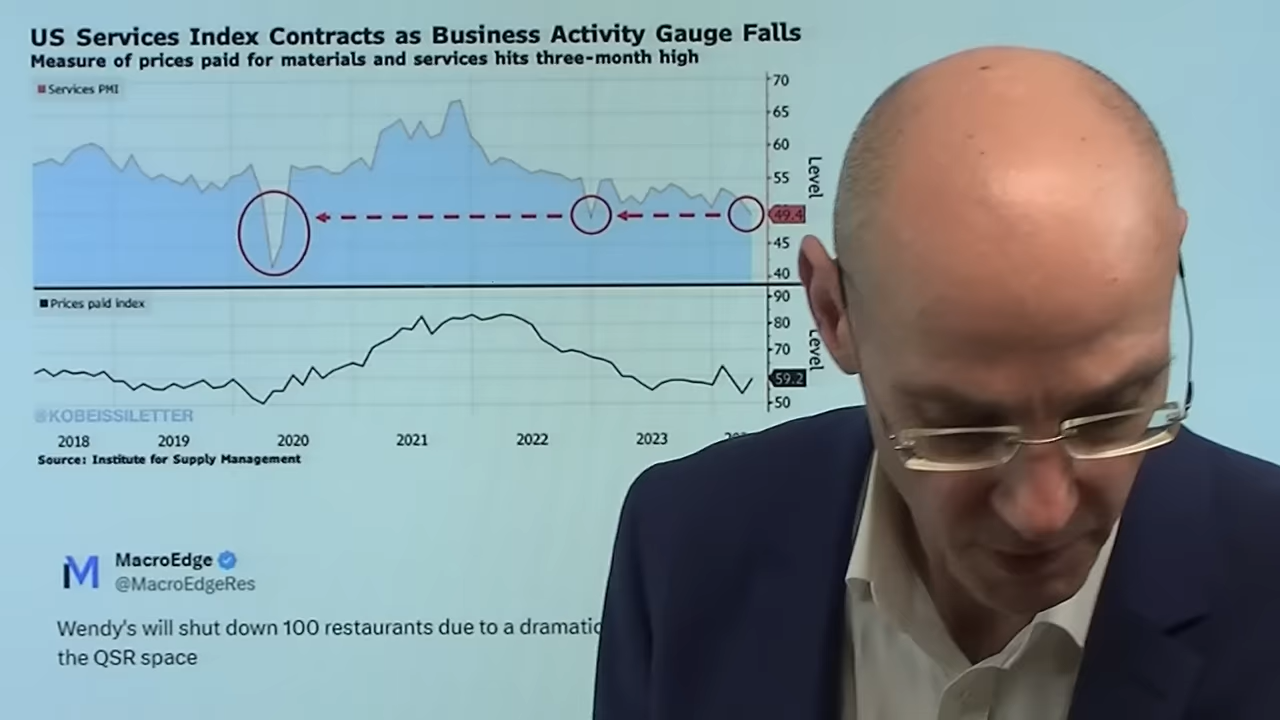 US Services Index Contracts as Business Activity Gauge Falls
Measure of prices paid for materials and services hits three-month high
Services PMI
70
65
60
55
49.4
45
40
Level
Prices paid index
90
80
70
59.2
50
Level
@KOBEISSILETTER
2018 2019 2020 2021 2022 2023
Source: Institute for Supply Management
MacroEdge
@MacroEdgeRes
Wendy's will shut down 100 restaurants due to a dramatic
the QSR space